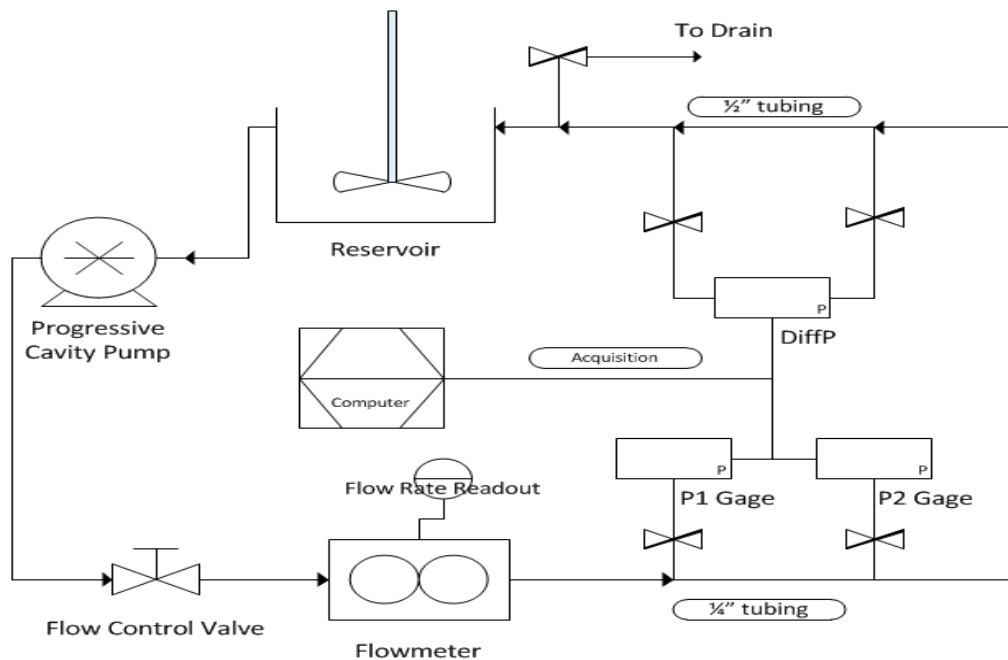 To Drain
½” tubing
Reservoir
Progressive
Cavity Pump
P
DiffP
Acquisition
Computer
P
P
Flow Rate Readout
P1 Gage
P2 Gage
Flow Control Valve
Flowmeter
¼” tubing